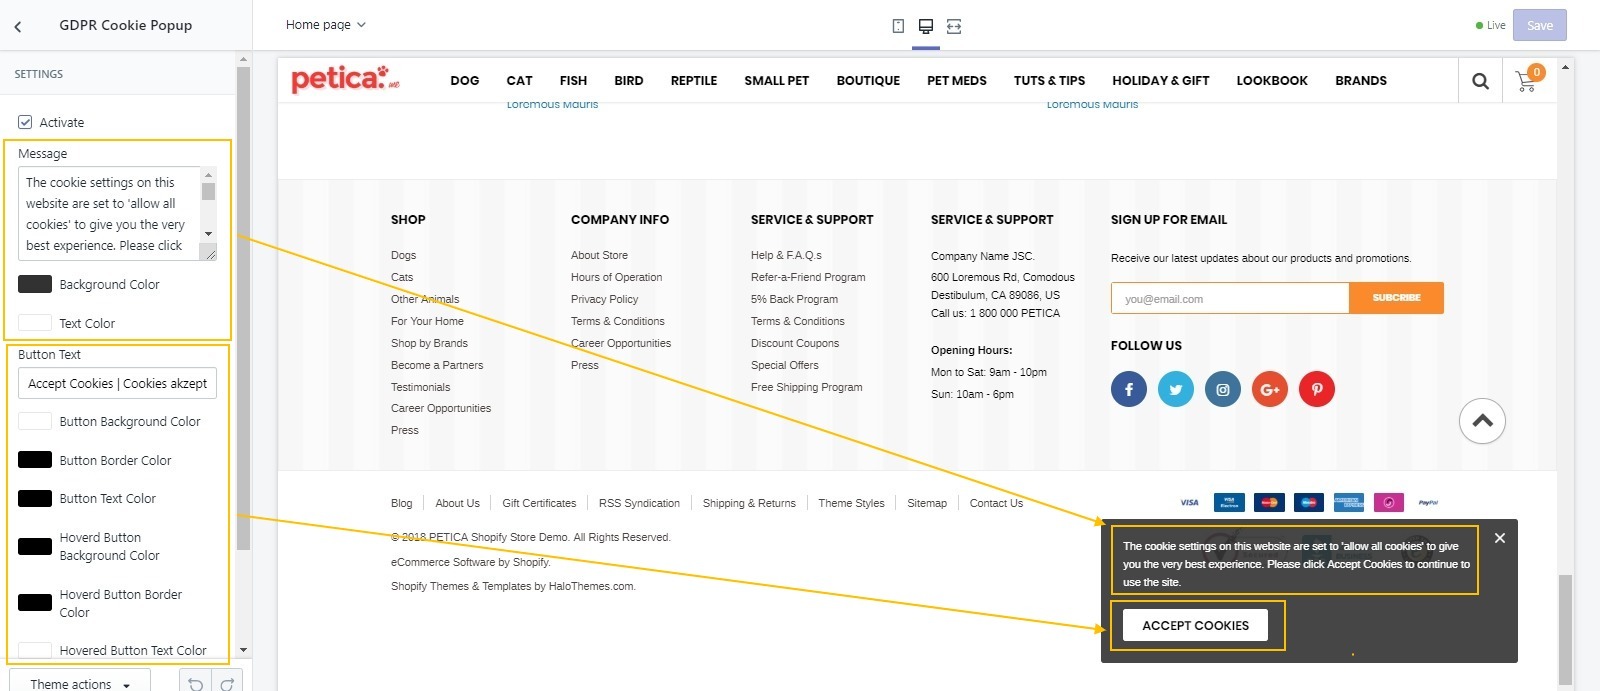 GDPR Cookie Popup
Home page
Live
Save
SETTINGS
Activate
Message
The cookie settings on this
website are set to 'allow all
cookies' to give you the very
best experience. Please click
Background Color
Text Color
Button Text
Accept Cookies | Cookies akzept
Button Background Color
Button Border Color
Button Text Color
Hoverd Button
Background Color
Hoverd Button Border
Color
Hovered Button Text Color
Theme actions
petica.
DOG CAT FISH BIRD REPTILE SMALL PET BOUTIQUE PET MEDS TUTS & TIPS HOLIDAY & GIFT LOOKBOOK BRANDS
0
Loremous Mauris
Loremous Mauris
SHOP
Dogs
Cats
Other Animals
For Your Home
Shop by Brands
Become a Partners
Testimonials
Career Opportunities
Press
COMPANY INFO
About Store
Hours of Operation
Privacy Policy
Terms & Conditions
Career Opportunities
Press
SERVICE & SUPPORT
Help & F.A.Q.s
Refer-a-Friend Program
5% Back Program
Terms & Conditions
Discount Coupons
Special Offers
Free Shipping Program
SERVICE & SUPPORT
Company Name JSC.
600 Loremous Rd, Comodous
Destibulum, CA 89086, US
Call us: 1 800 000 PETICA
Opening Hours:
Mon to Sat: 9am - 10pm
Sun: 10am - 6pm
SIGN UP FOR EMAIL
Receive our latest updates about our products and promotions.
you@email.com
SUBCRIBE
FOLLOW US
Blog About Us Gift Certificates RSS Syndication Shipping & Returns Theme Styles Sitemap Contact Us
VISA
VISA
Electron
PayPal
© 2018 PETICA Shopify Store Demo. All Rights Reserved.
eCommerce Software by Shopify.
Shopify Themes & Templates by HaloThemes.com.
The cookie settings on this website are set to 'allow all cookies' to give
you the very best experience. Please click Accept Cookies to continue to
use the site.
ACCEPT COOKIES